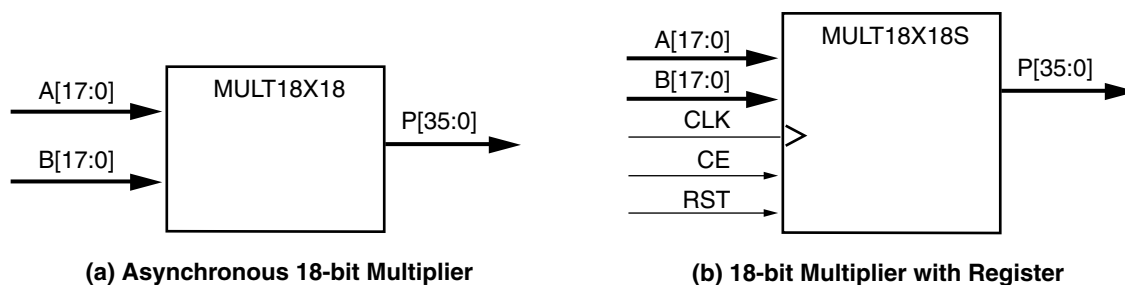 A[17:0]
B[17:0]
MULT18X18
P[35:0]
(a) Asynchronous 18-bit Multiplier
A[17:0]
B[17:0]
CLK
CE
RST
MULT18X18S
P[35:0]
(b) 18-bit Multiplier with Register